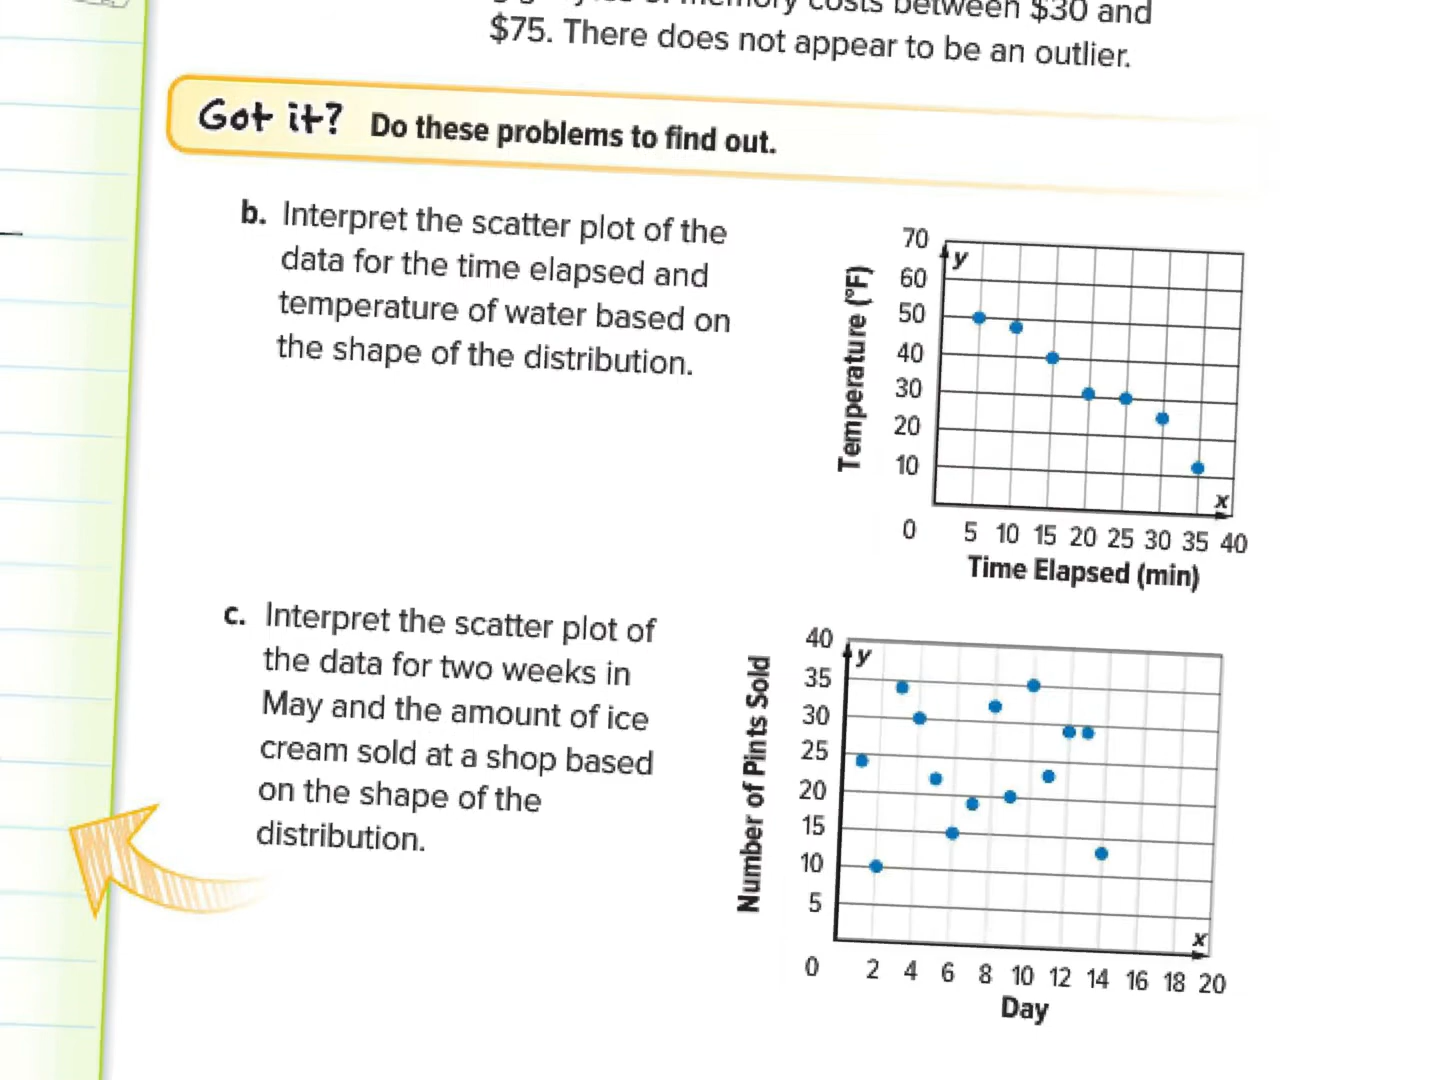 memory costs between $30 and
$75. There does not appear to be an outlier.
Got it? Do these problems to find out.
b. Interpret the scatter plot of the
data for the time elapsed and
temperature of water based on
the shape of the distribution.
70
60
50
40
30
20
10
0
y
x
Temperature (°F)
5 10 15 20 25 30 35 40
Time Elapsed (min)
c. Interpret the scatter plot of
the data for two weeks in
May and the amount of ice
cream sold at a shop based
on the shape of the
distribution.
40
35
30
25
20
15
10
5
0
y
x
Number of Pints Sold
2 4 6 8 10 12 14 16 18 20
Day